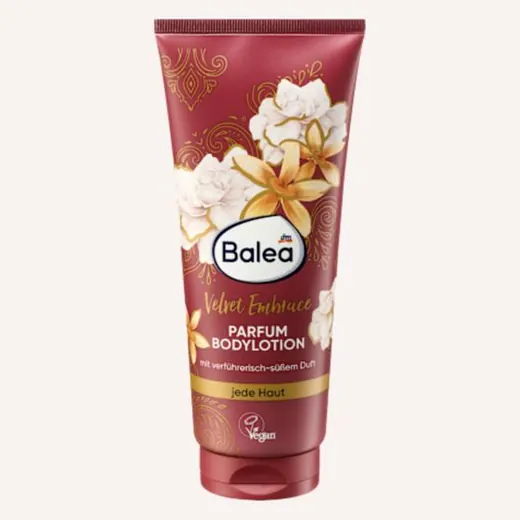 dm
Balea
Velvet Embrace
PARFUM
BODYLOTION
mit verführerisch-süßem Duft
jede Haut
Vegan